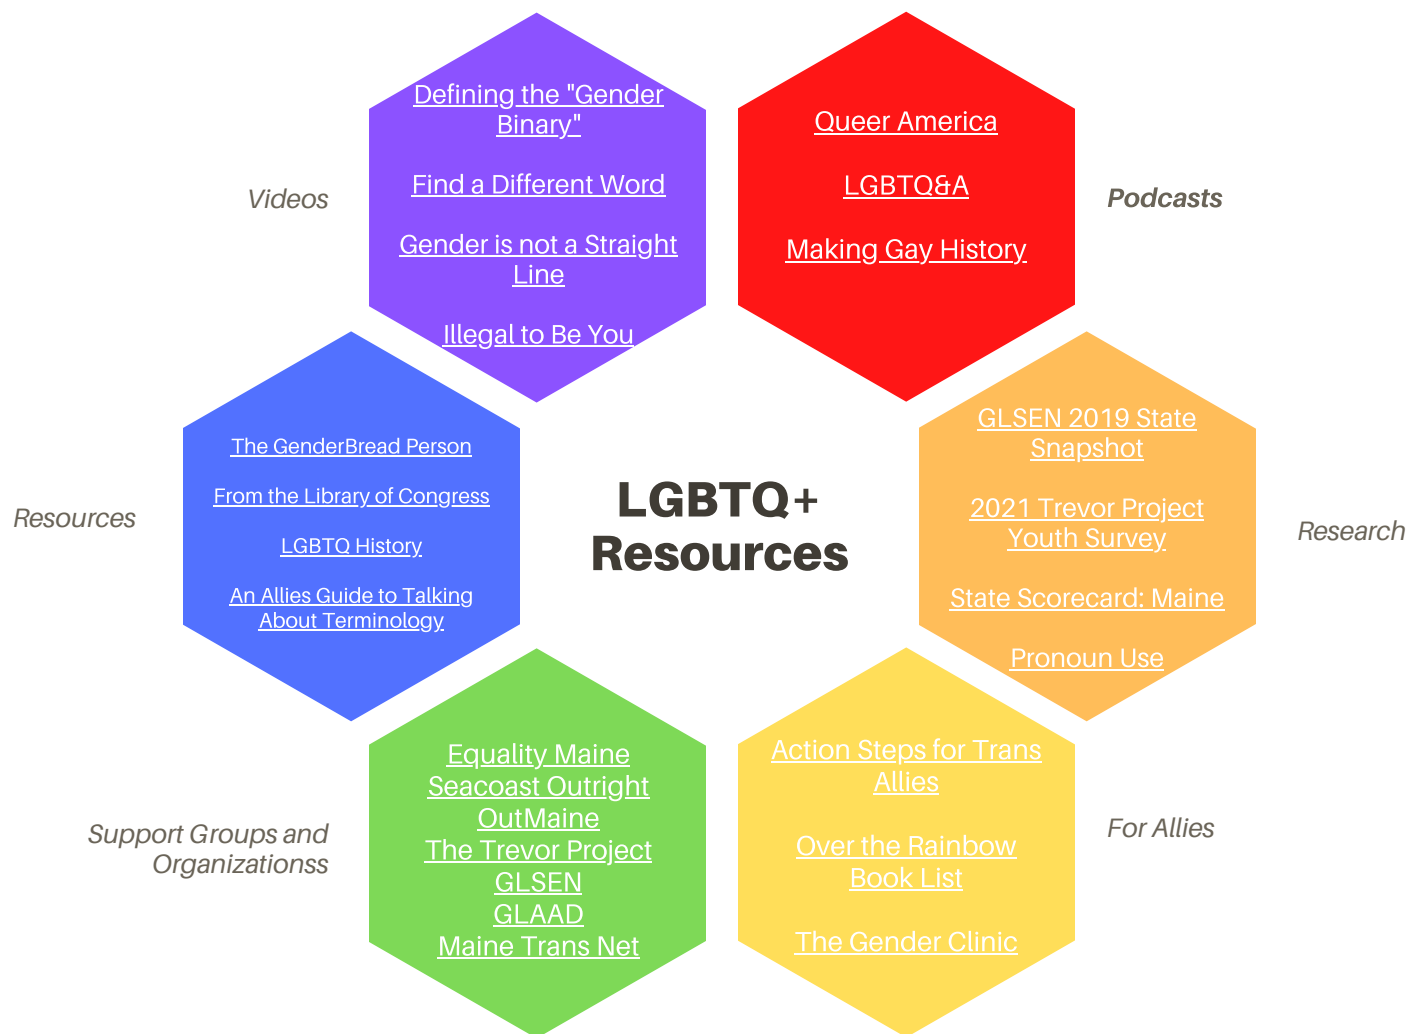 Videos
Defining the "Gender
Binary"
Find a Different Word
Gender is not a Straight
Line
Illegal to Be You
Queer America
LGBTQ&A
Making Gay History
Podcasts
Resources
The GenderBread Person
From the Library of Congress
LGBTQ History
An Allies Guide to Talking
About Terminology
LGBTQ+
Resources
GLSEN 2019 State
Snapshot
2021 Trevor Project
Youth Survey
State Scorecard: Maine
Pronoun Use
Research
Support Groups and
Organizationss
Equality Maine
Seacoast Outright
OutMaine
The Trevor Project
GLSEN
GLAAD
Maine Trans Net
Action Steps for Trans
Allies
Over the Rainbow
Book List
The Gender Clinic
For Allies